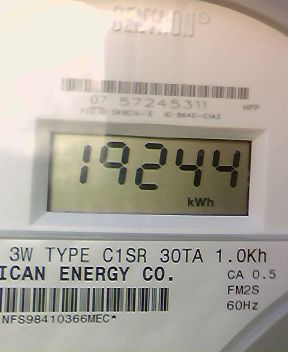 07 57245311
HPP
19244
kWh
3W TYPE C1SR 30TA 1.0Kh
ICAN ENERGY CO.
CA 0.5
FM2S
60Hz
NFS98410366MEC*